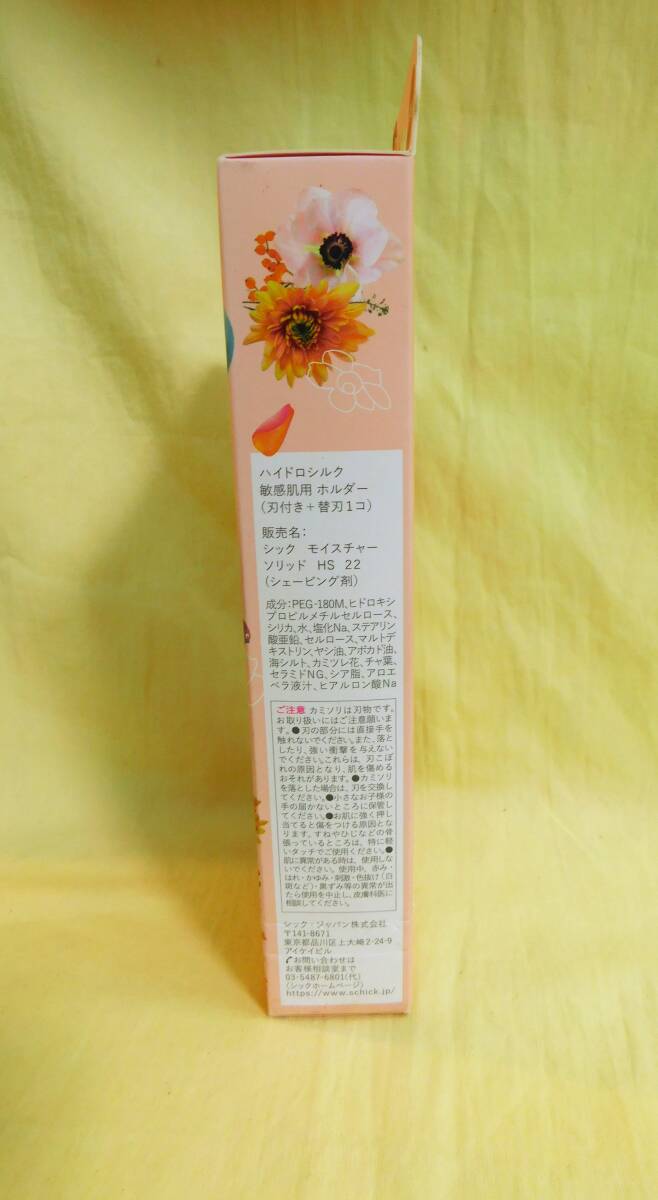 ハイドロシルク
敏感肌用 ホルダー
（刃付き＋替刃1コ）
販売名：
シック　モイスチャー
ソリッド　HS　22
（シェービング剤）
成分：PEG-180M、ヒドロキシ
プロピルメチルセルロース、
シリカ、水、塩化Na、ステアリン
酸亜鉛、セルロース、マルトデ
キストリン、ヤシ油、アボカド油、
海シルト、カミツレ花、チャ葉、
セラミドNG、シア脂、アロエ
ベラ液汁、ヒアルロン酸Na
ご注意 カミソリは刃物です。
お取り扱いにはご注意願いま
す。●刃の部分には直接手を
触れないでください。また、落と
したり、強い衝撃を与えない
でください。これらは、刃こぼ
れの原因となり、肌を傷める
おそれがあります。●カミソリ
を落とした場合は、刃を交換し
てください。●小さなお子様の
手の届かないところに保管し
てください。●お肌に強く押し
当てると傷をつける原因とな
ります。すねやひじなどの骨
張っているところは、特に軽
いタッチでご使用ください。●
肌に異常がある時は、使用しな
いでください。使用中、赤み・
はれ・かゆみ・刺激・色抜け（白
斑など）・黒ずみ等の異常が出
たら使用を中止し、皮膚科医に
相談してください。
シック・ジャパン株式会社
〒141-8671
東京都品川区上大崎2-24-9
アイケイビル
お問い合わせは
お客様相談室まで
03-5487-6801(代)
〈シックホームページ〉
https://www.schick.jp/